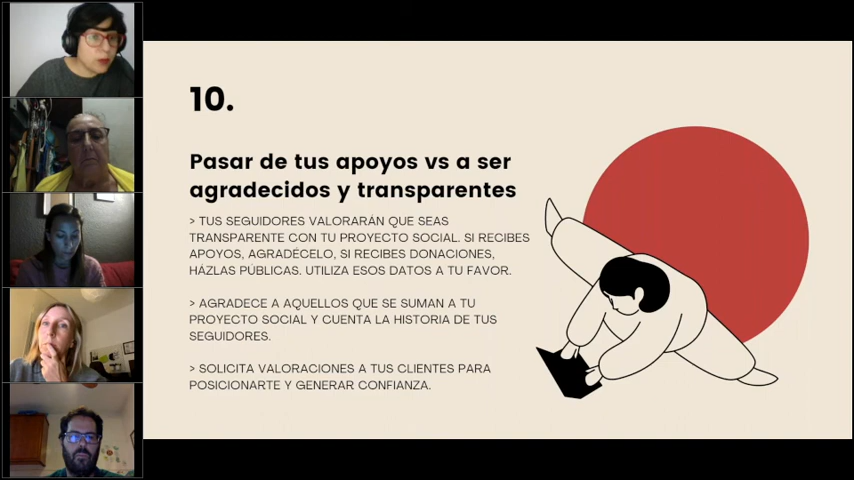 10.
Pasar de tus apoyos vs a ser
agradecidos y transparentes
> TUS SEGUIDORES VALORARÁN QUE SEAS
TRANSPARENTE CON TU PROYECTO SOCIAL. SI RECIBES
APOYOS, AGRADÉCELO, SI RECIBES DONACIONES,
HÁZLAS PÚBLICAS. UTILIZA ESOS DATOS A TU FAVOR.
> AGRADECE A AQUELLOS QUE SE SUMAN A TU
PROYECTO SOCIAL Y CUENTA LA HISTORIA DE TUS
SEGUIDORES.
> SOLICITA VALORACIONES A TUS CLIENTES PARA
POSICIONARTE Y GENERAR CONFIANZA.